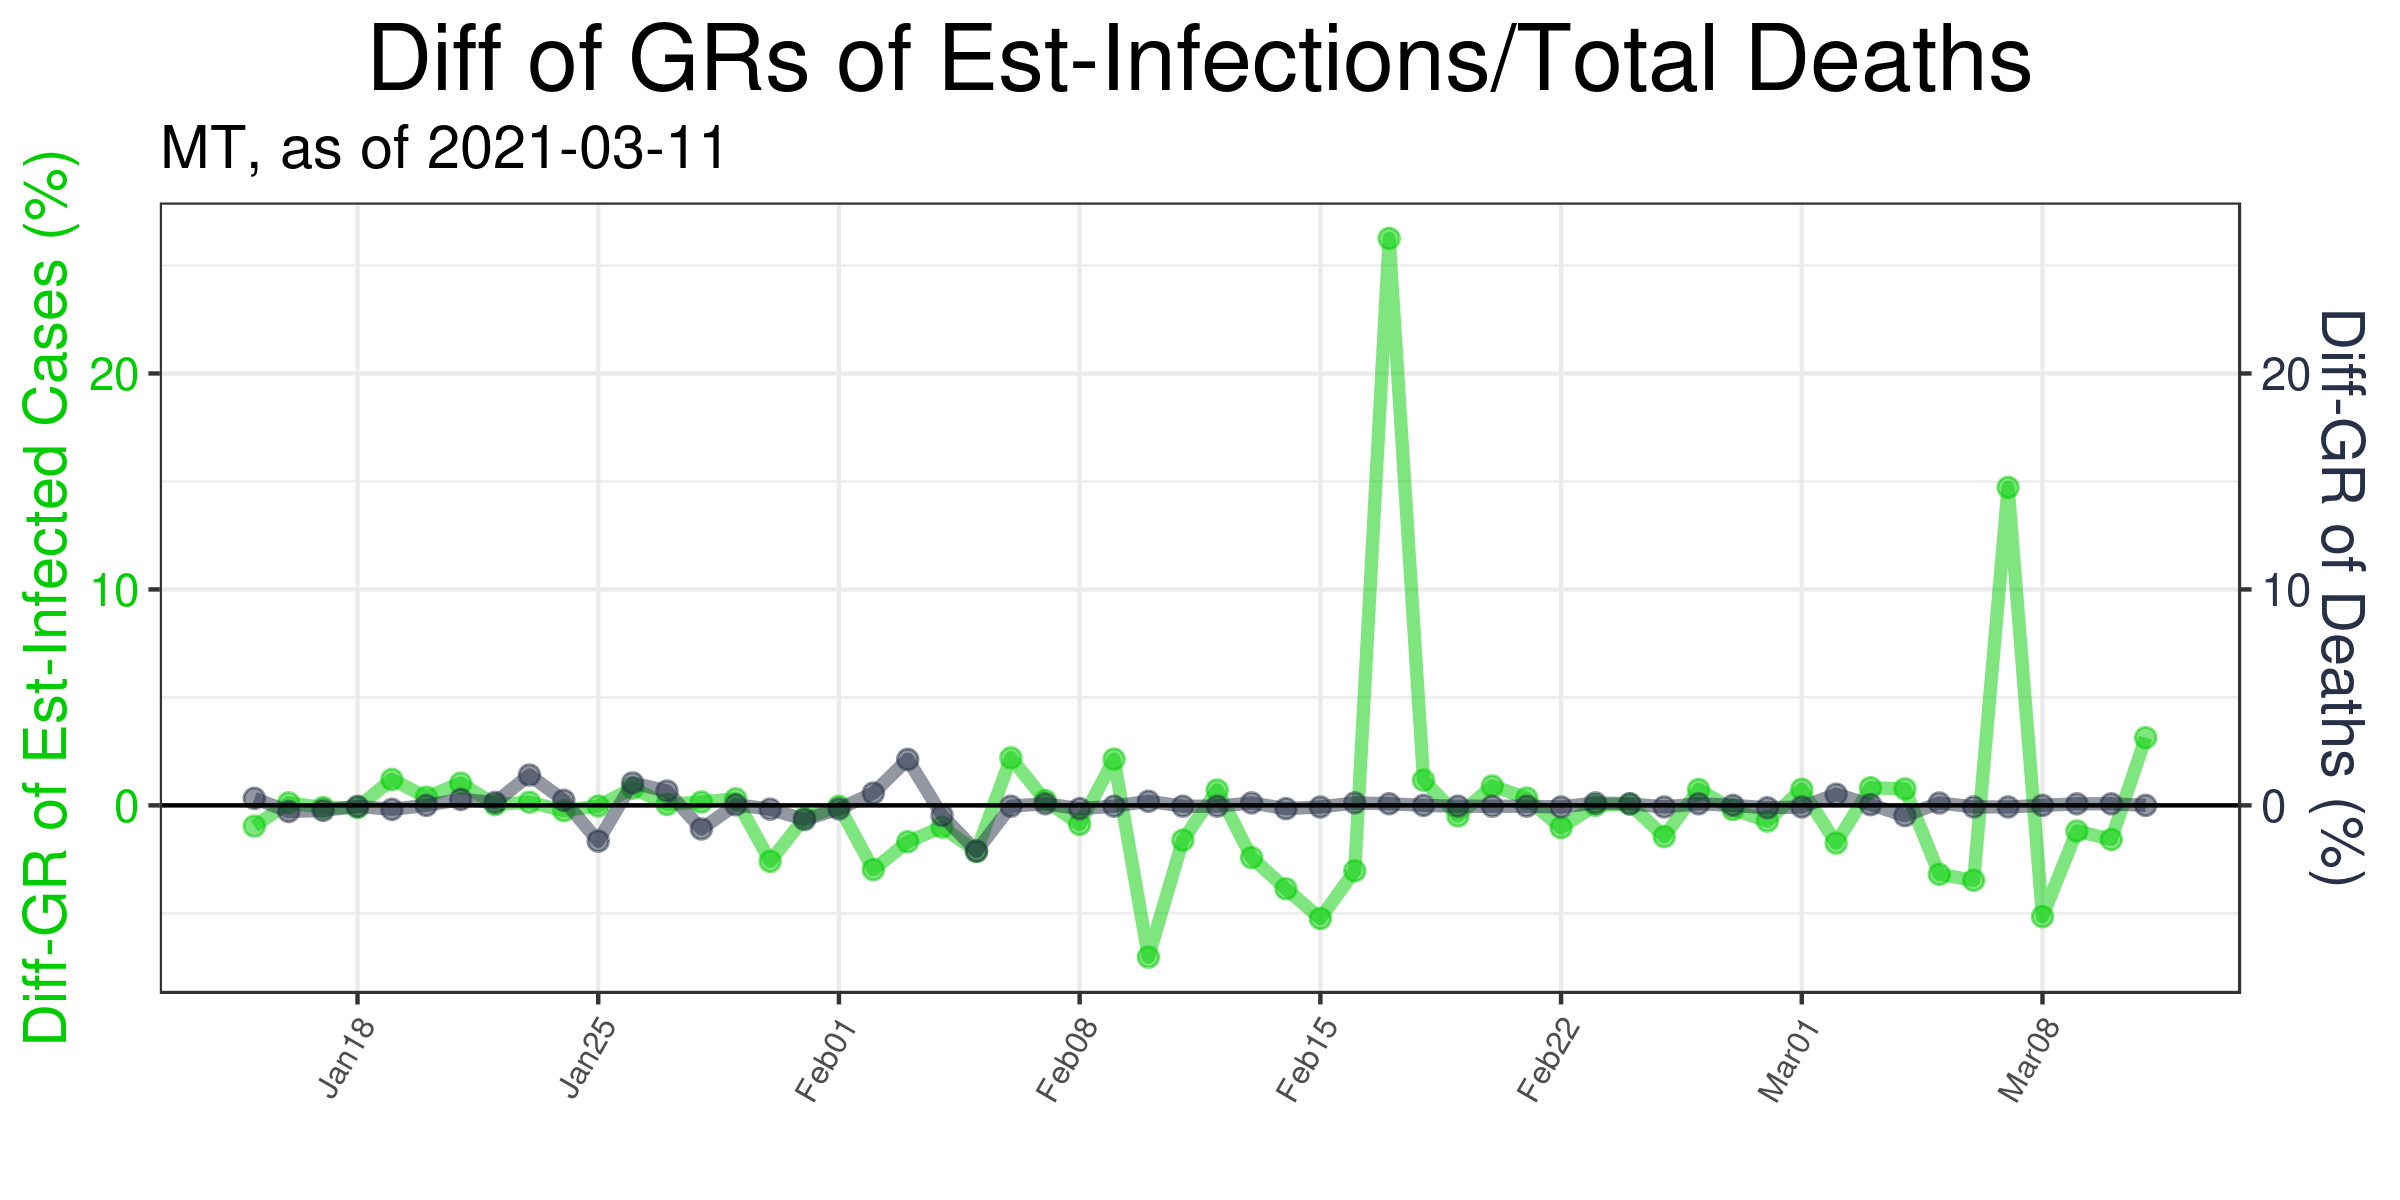 Diff of GRs of Est-Infections/Total Deaths
MT, as of 2021-03-11
Diff-GR of Est-Infected Cases (%)
20
10
0
20
10
0
Diff-GR of Deaths (%)
Jan18
Jan25
Feb01
Feb08
Feb15
Feb22
Mar01
Mar08